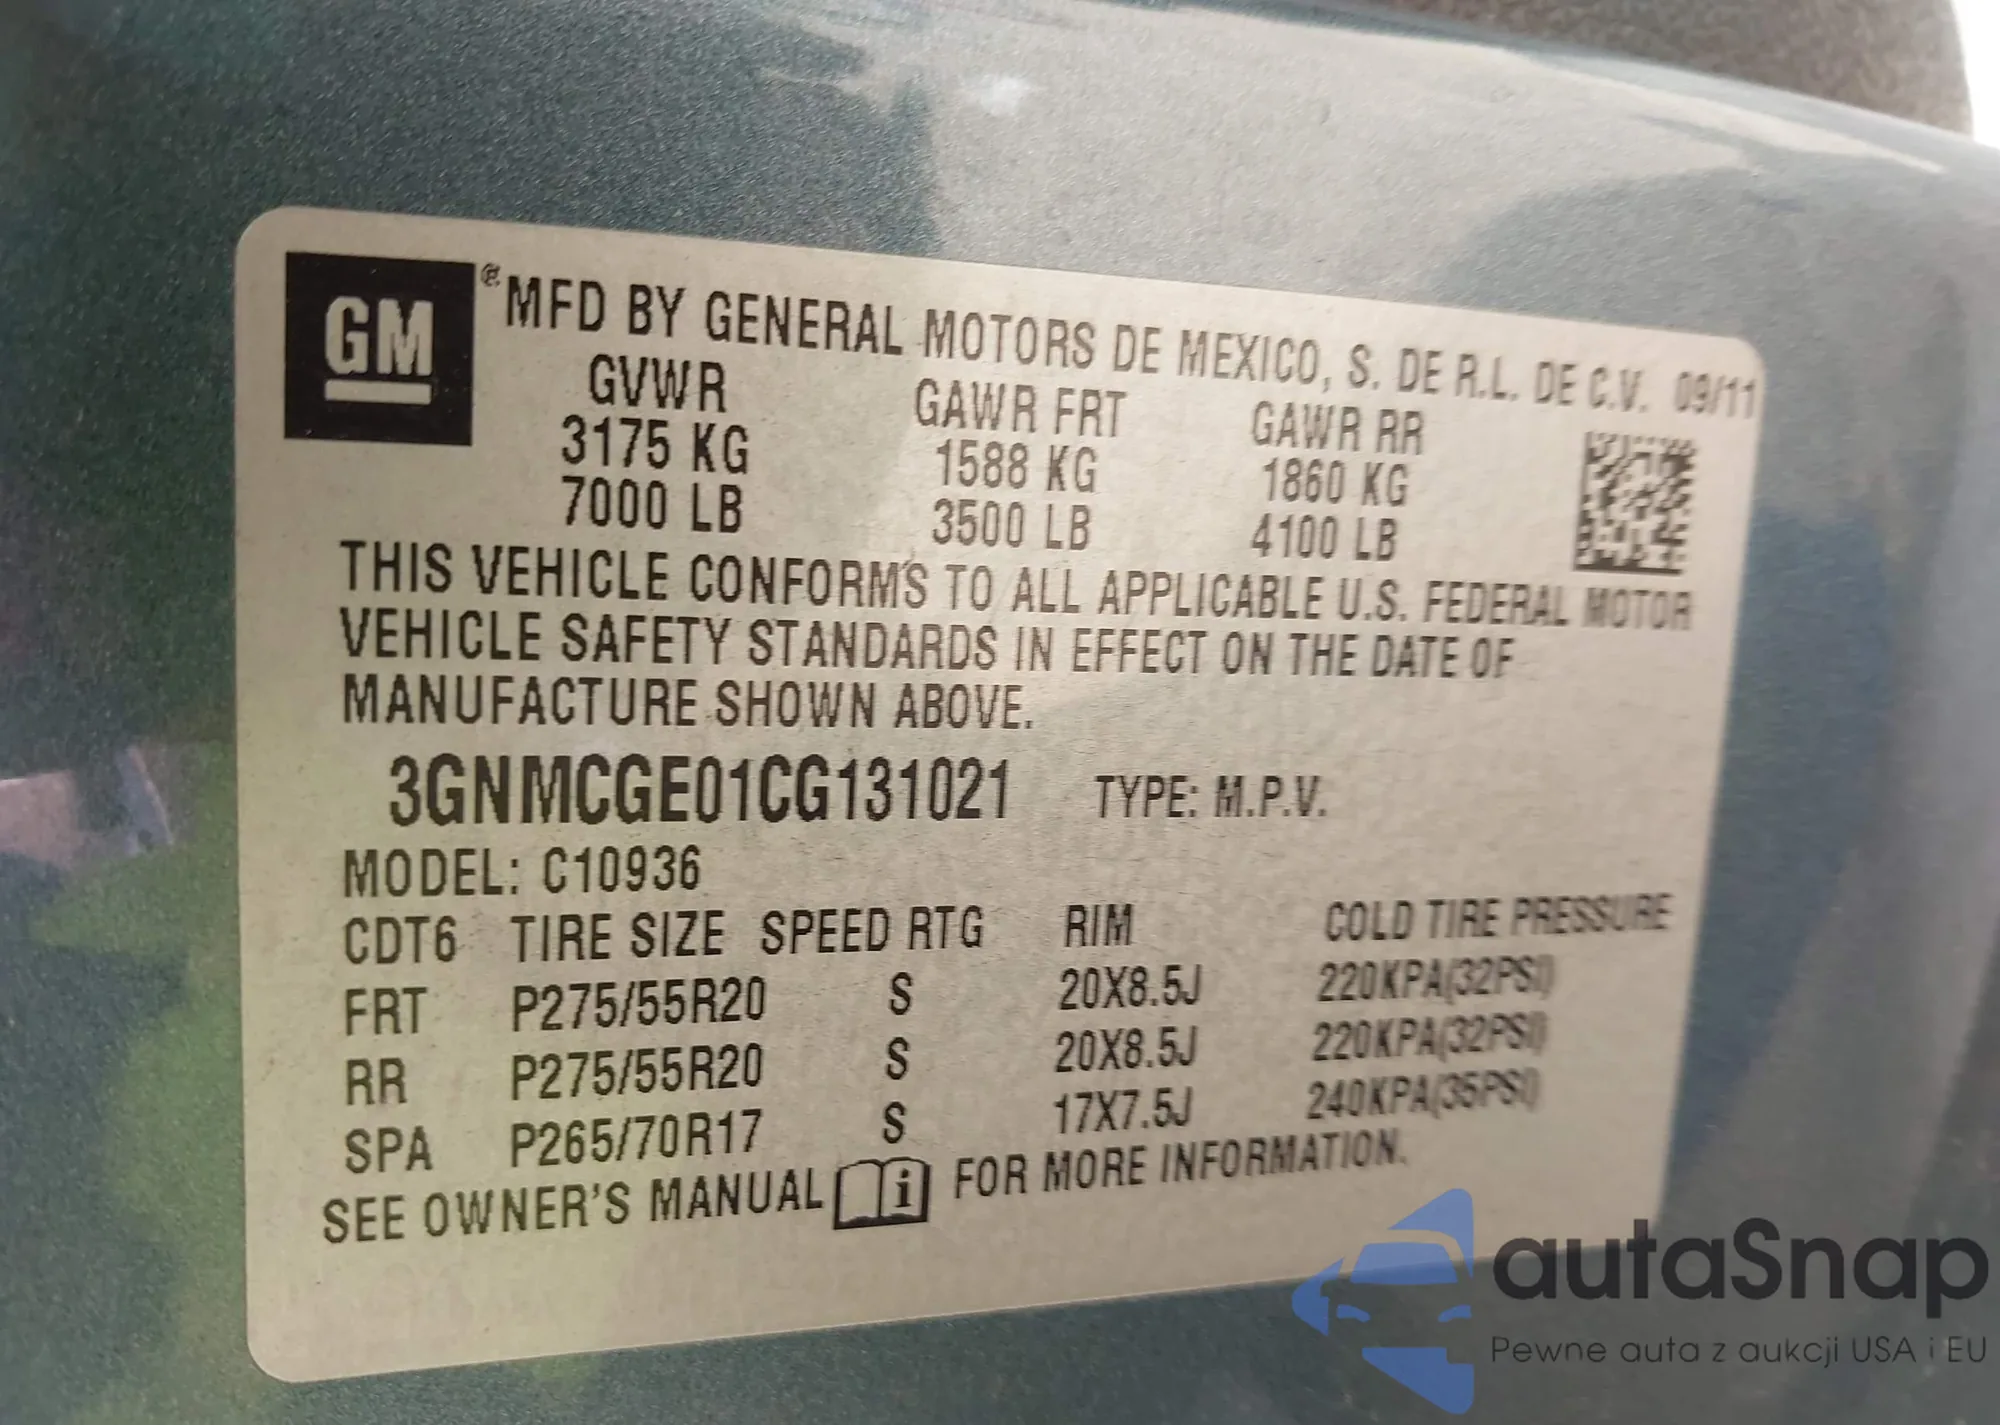 GM
® MFD BY GENERAL MOTORS DE MEXICO, S. DE R.L. DE C.V. 09/11
GVWR GAWR FRT GAWR RR
3175 KG 1588 KG 1860 KG
7000 LB 3500 LB 4100 LB
THIS VEHICLE CONFORMS TO ALL APPLICABLE U.S. FEDERAL MOTOR
VEHICLE SAFETY STANDARDS IN EFFECT ON THE DATE OF
MANUFACTURE SHOWN ABOVE.
3GNMCGE01CG131021 TYPE: M.P.V.
MODEL: C10936
CDT6 TIRE SIZE SPEED RTG RIM COLD TIRE PRESSURE
FRT P275/55R20 S 20X8.5J 220KPA(32PSI)
RR P275/55R20 S 20X8.5J 220KPA(32PSI)
SPA P265/70R17 S 17X7.5J 240KPA(35PSI)
SEE OWNER'S MANUAL i FOR MORE INFORMATION.
autaSnap
Pewne auta z aukcji USA i EU